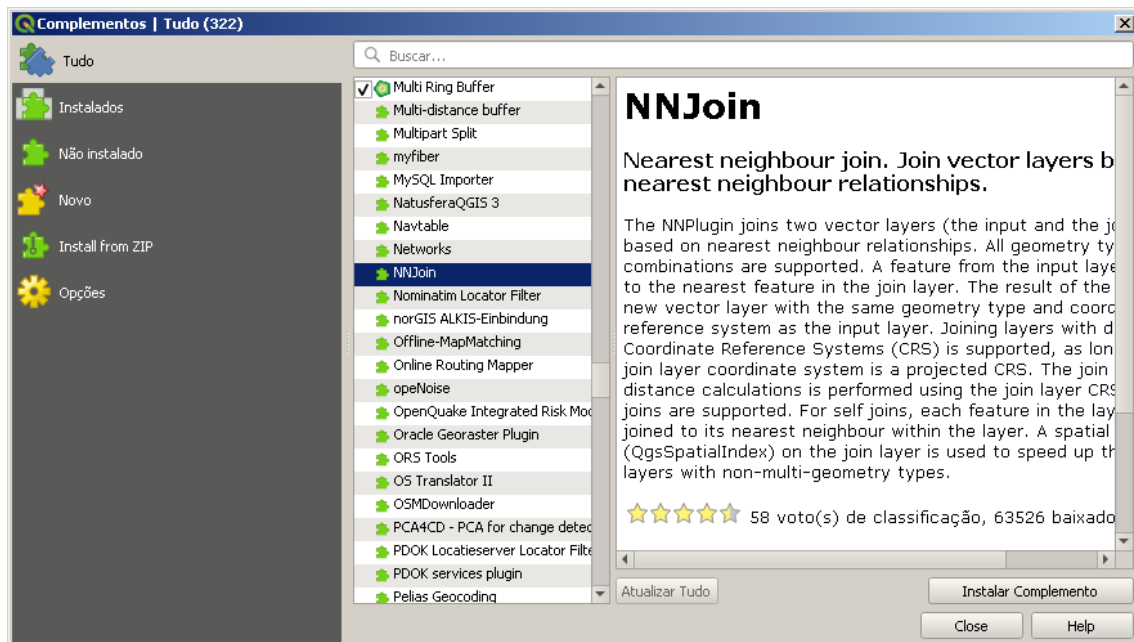 Complementos | Tudo (322)
Tudo
Instalados
Não instalado
Novo
Install from ZIP
Opções
Buscar...
Multi Ring Buffer
Multi-distance buffer
Multipart Split
myfiber
MySQL Importer
NatusferaQGIS 3
Navtable
Networks
NNJoin
Nominatim Locator Filter
norGIS ALKIS-Einbindung
Offline-MapMatching
Online Routing Mapper
opeNoise
OpenQuake Integrated Risk Moc
Oracle Georaster Plugin
ORS Tools
OS Translator II
OSMDownloader
PCA4CD - PCA for change detec
PDOK Locatieserver Locator Filte
PDOK services plugin
Pelias Geocoding
NNJoin
Nearest neighbour join. Join vector layers b
nearest neighbour relationships.
The NNPlugin joins two vector layers (the input and the jo
based on nearest neighbour relationships. All geometry ty
combinations are supported. A feature from the input laye
to the nearest feature in the join layer. The result of the
new vector layer with the same geometry type and coord
reference system as the input layer. Joining layers with d
Coordinate Reference Systems (CRS) is supported, as lon
join layer coordinate system is a projected CRS. The join
distance calculations is performed using the join layer CRS
joins are supported. For self joins, each feature in the lay
joined to its nearest neighbour within the layer. A spatial
(QgsSpatialIndex) on the join layer is used to speed up th
layers with non-multi-geometry types.
58 voto(s) de classificação, 63526 baixado
Atualizar Tudo
Instalar Complemento
Close
Help